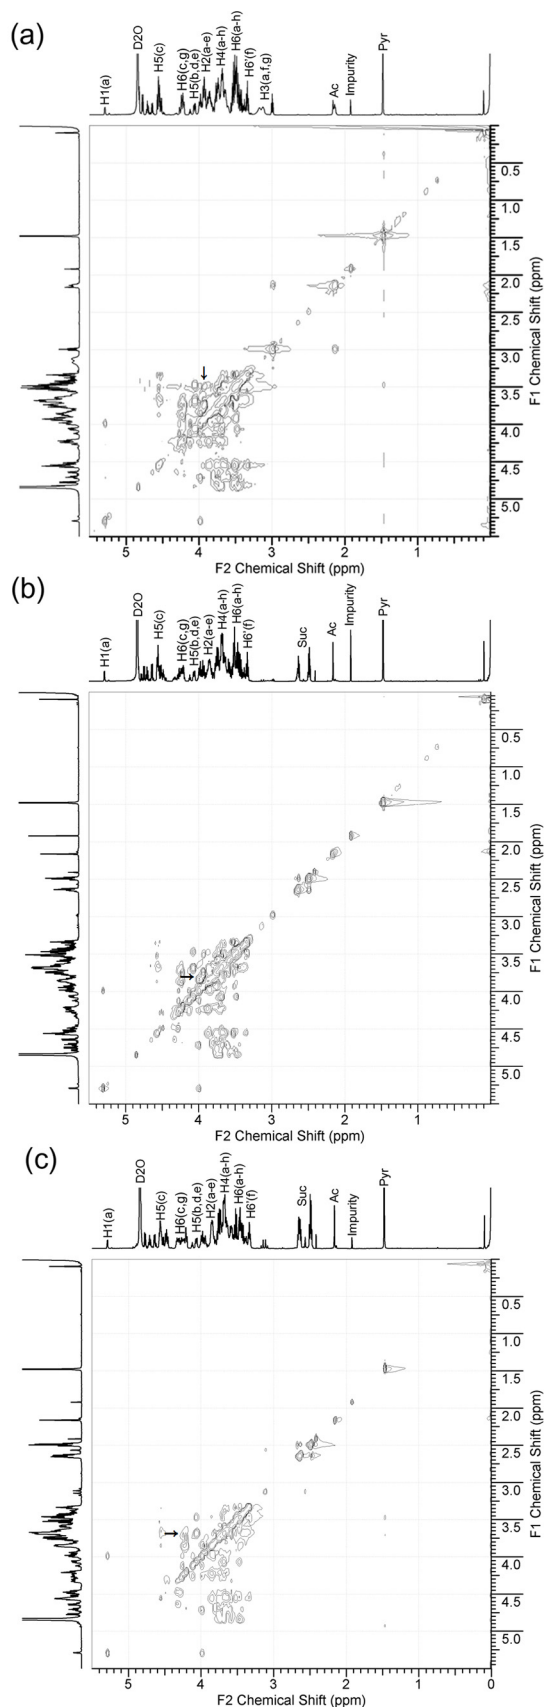 (a)
H1(a)
D2O
H5(c)
H6(c,g)
H5(b,d,e)
H2(a-e)
H4(a-h)
H6(a-h)
H6'(f)
H3(a,f,g)
Ac
Impurity
Pyr
0.5
1.0
1.5
2.0
2.5
3.0
3.5
4.0
4.5
5.0
F1 Chemical Shift (ppm)
5 4 3 2 1
F2 Chemical Shift (ppm)
(b)
H1(a)
D2O
H5(c)
H6(c,g)
H5(b,d,e)
H2(a-e)
H4(a-h)
H6(a-h)
H6'(f)
Suc
Ac
Impurity
Pyr
0.5
1.0
1.5
2.0
2.5
3.0
3.5
4.0
4.5
5.0
F1 Chemical Shift (ppm)
5 4 3 2 1
F2 Chemical Shift (ppm)
(c)
H1(a)
D2O
H5(c)
H6(c,g)
H5(b,d,e)
H2(a-e)
H4(a-h)
H6(a-h)
H6'(f)
Suc
Ac
Impurity
Pyr
0.5
1.0
1.5
2.0
2.5
3.0
3.5
4.0
4.5
5.0
F1 Chemical Shift (ppm)
5 4 3 2 1 0
F2 Chemical Shift (ppm)